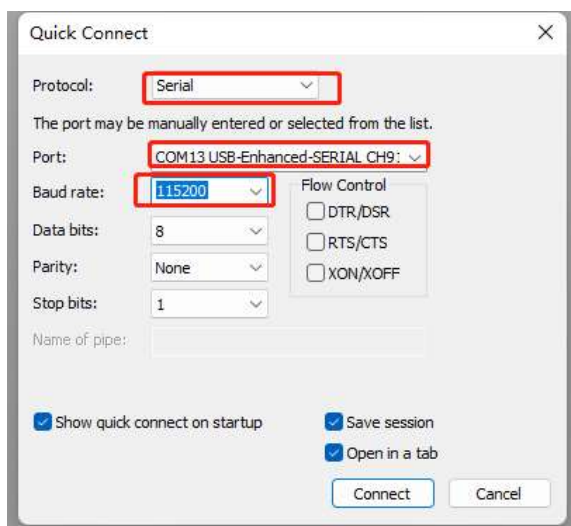 Quick Connect
Protocol: Serial
The port may be manually entered or selected from the list.
Port: COM13 USB-Enhanced-SERIAL CH9:
Baud rate: 115200
Flow Control
DTR/DSR
Data bits: 8
RTS/CTS
Parity: None
XON/XOFF
Stop bits: 1
Name of pipe:
Show quick connect on startup
Save session
Open in a tab
Connect Cancel